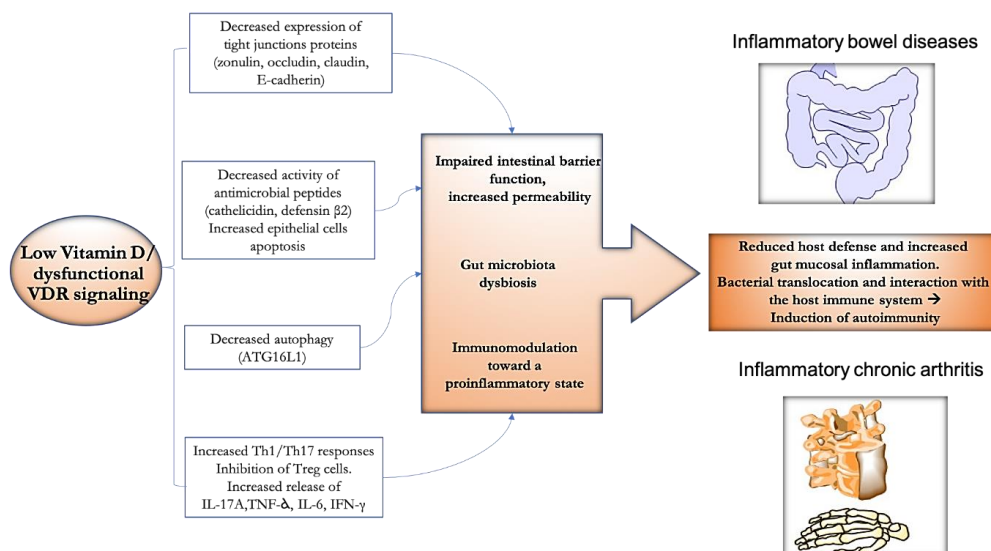 Low Vitamin D/
dysfunctional
VDR signaling
Decreased expression of
tight junctions proteins
(zonulin, occludin, claudin,
E-cadherin)
Decreased activity of
antimicrobial peptides
(cathelicidin, defensin β2)
Increased epithelial cells
apoptosis
Decreased autophagy
(ATG16L1)
Increased Th1/Th17 responses
Inhibition of Treg cells.
Increased release of
IL-17A,TNF-α, IL-6, IFN-γ
Impaired intestinal barrier
function,
increased permeability
Gut microbiota
dysbiosis
Immunomodulation
toward a
proinflammatory state
Inflammatory bowel diseases
Reduced host defense and increased
gut mucosal inflammation.
Bacterial translocation and interaction with
the host immune system →
Induction of autoimmunity
Inflammatory chronic arthritis